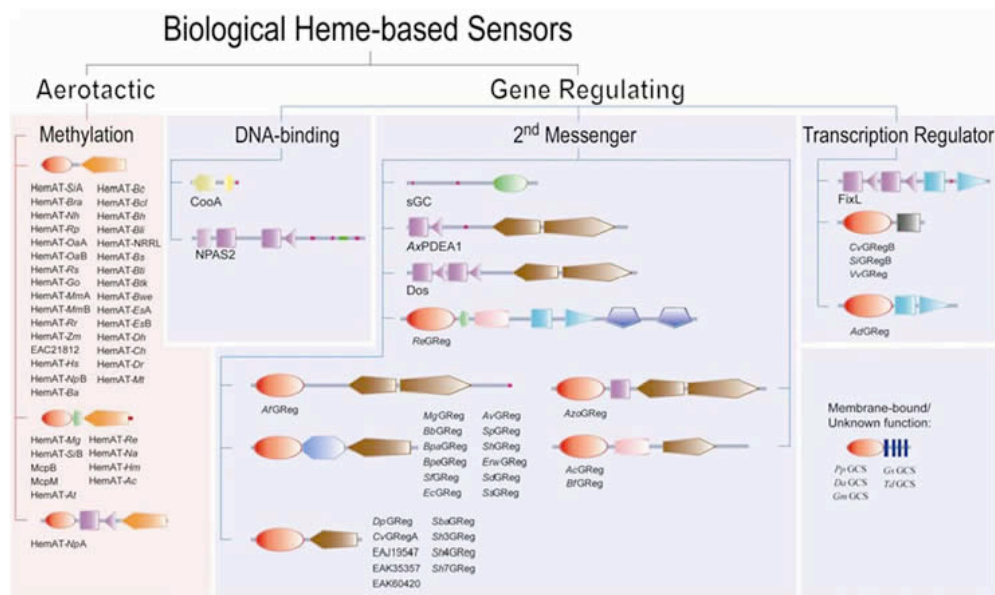 Biological Heme-based Sensors
Aerotactic
Gene Regulating
Methylation
HemAT-SiA HemAT-Bc
HemAT-Bra HemAT-Bcl
HemAT-Nh HemAT-Bh
HemAT-Rp HemAT-Bli
HemAT-OaA HemAT-NRRL
HemAT-OaB HemAT-Bs
HemAT-Rs HemAT-Bti
HemAT-Go HemAT-Btk
HemAT-MmA HemAT-Bwe
HemAT-MmB HemAT-EsA
HemAT-Rr HemAT-EsB
HemAT-Zm HemAT-Dh
EAC21812 HemAT-Ch
HemAT-Hs HemAT-Dr
HemAT-NpB HemAT-Mt
HemAT-Ba
HemAT-Mg HemAT-Re
HemAT-SiB HemAT-Na
McpB HemAT-Hm
McpM HemAT-Ac
HemAT-At
HemAT-NpA
DNA-binding
CooA
NPAS2
2nd Messenger
sGC
AxPDEA1
Dos
ReGReg
AfGReg
MgGReg AvGReg
BbGReg SpGReg
BpaGReg ShGReg
BpeGReg ErwGReg
SfGReg SdGReg
EcGReg SsGReg
DpGReg SbaGReg
CvGRegA Sh3GReg
EAJ19547 Sh4GReg
EAK35357 Sh7GReg
EAK60420
AzoGReg
AcGReg
BfGReg
Transcription Regulator
FixL
CvGRegB
SiGRegB
VvGReg
AdGReg
Membrane-bound/
Unknown function:
Pp GCS Gs GCS
Da GCS Td GCS
Gm GCS